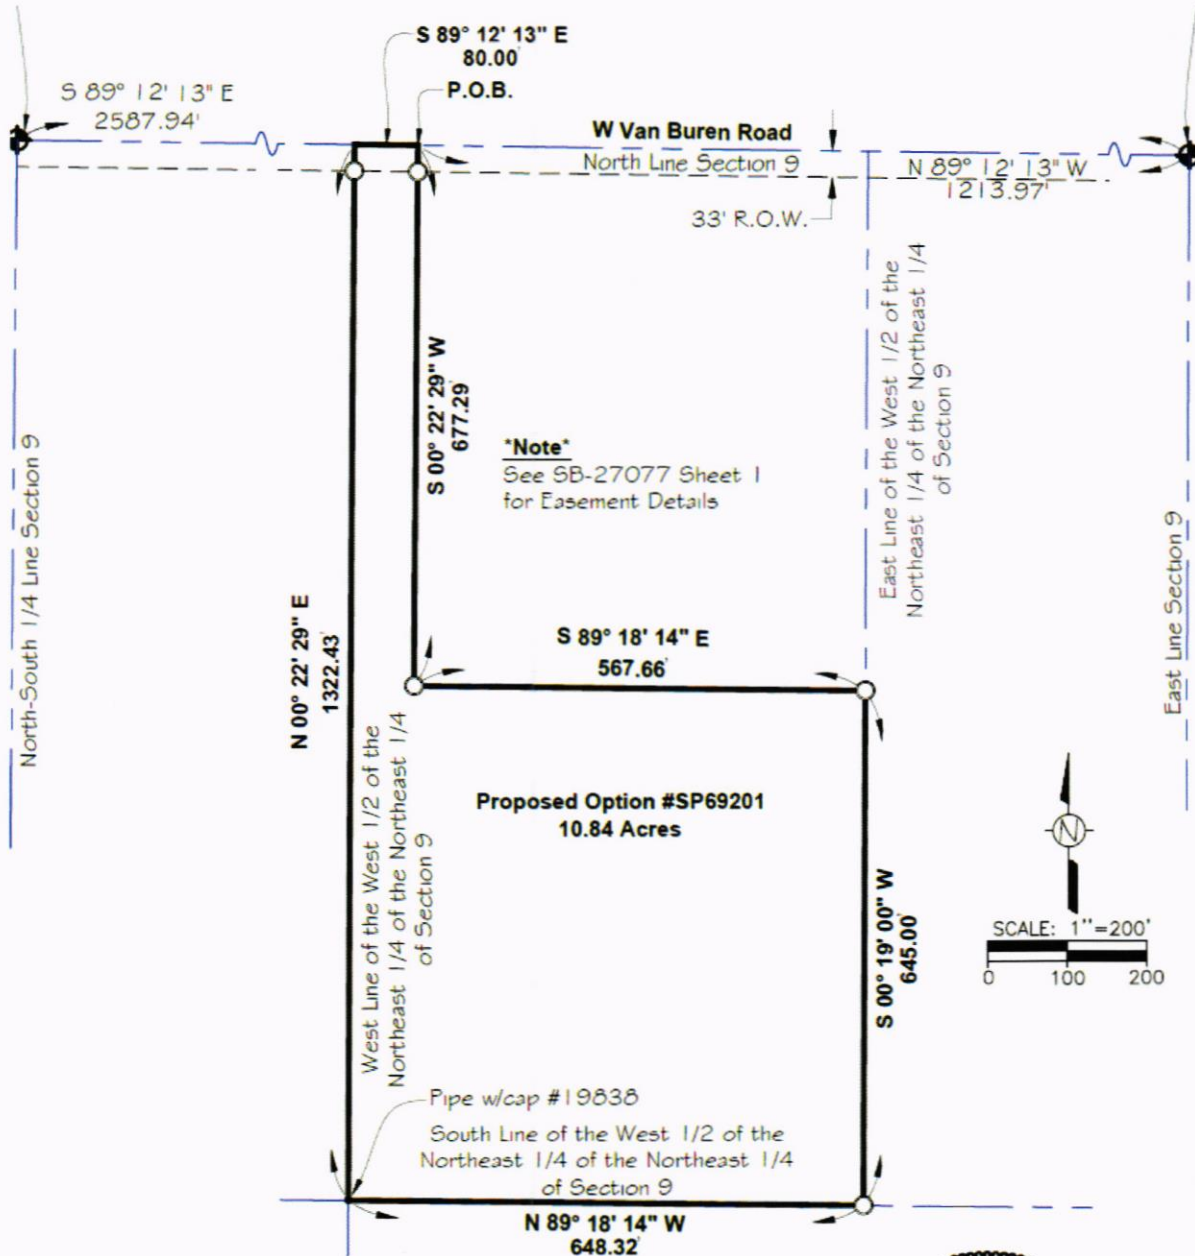 S 89° 12' 13" E
80.00'
P.O.B.
S 89° 12' 13" E
2587.94'
W Van Buren Road
North Line Section 9
N 89° 12' 13" W
1213.97'
33' R.O.W.
S 00° 22' 29" W
677.29'
*Note*
See SB-27077 Sheet 1
for Easement Details
East Line of the West 1/2 of the
Northeast 1/4 of the Northeast 1/4
of Section 9
North-South 1/4 Line Section 9
East Line Section 9
N 00° 22' 29" E
1322.43'
S 89° 18' 14" E
567.66'
West Line of the West 1/2 of the
Northeast 1/4 of the Northeast 1/4
of Section 9
Proposed Option #SP69201
10.84 Acres
N
SCALE: 1"=200'
0 100 200
S 00° 19' 00" W
645.00'
Pipe w/cap #19838
South Line of the West 1/2 of the
Northeast 1/4 of the Northeast 1/4
of Section 9
N 89° 18' 14" W
648.32'